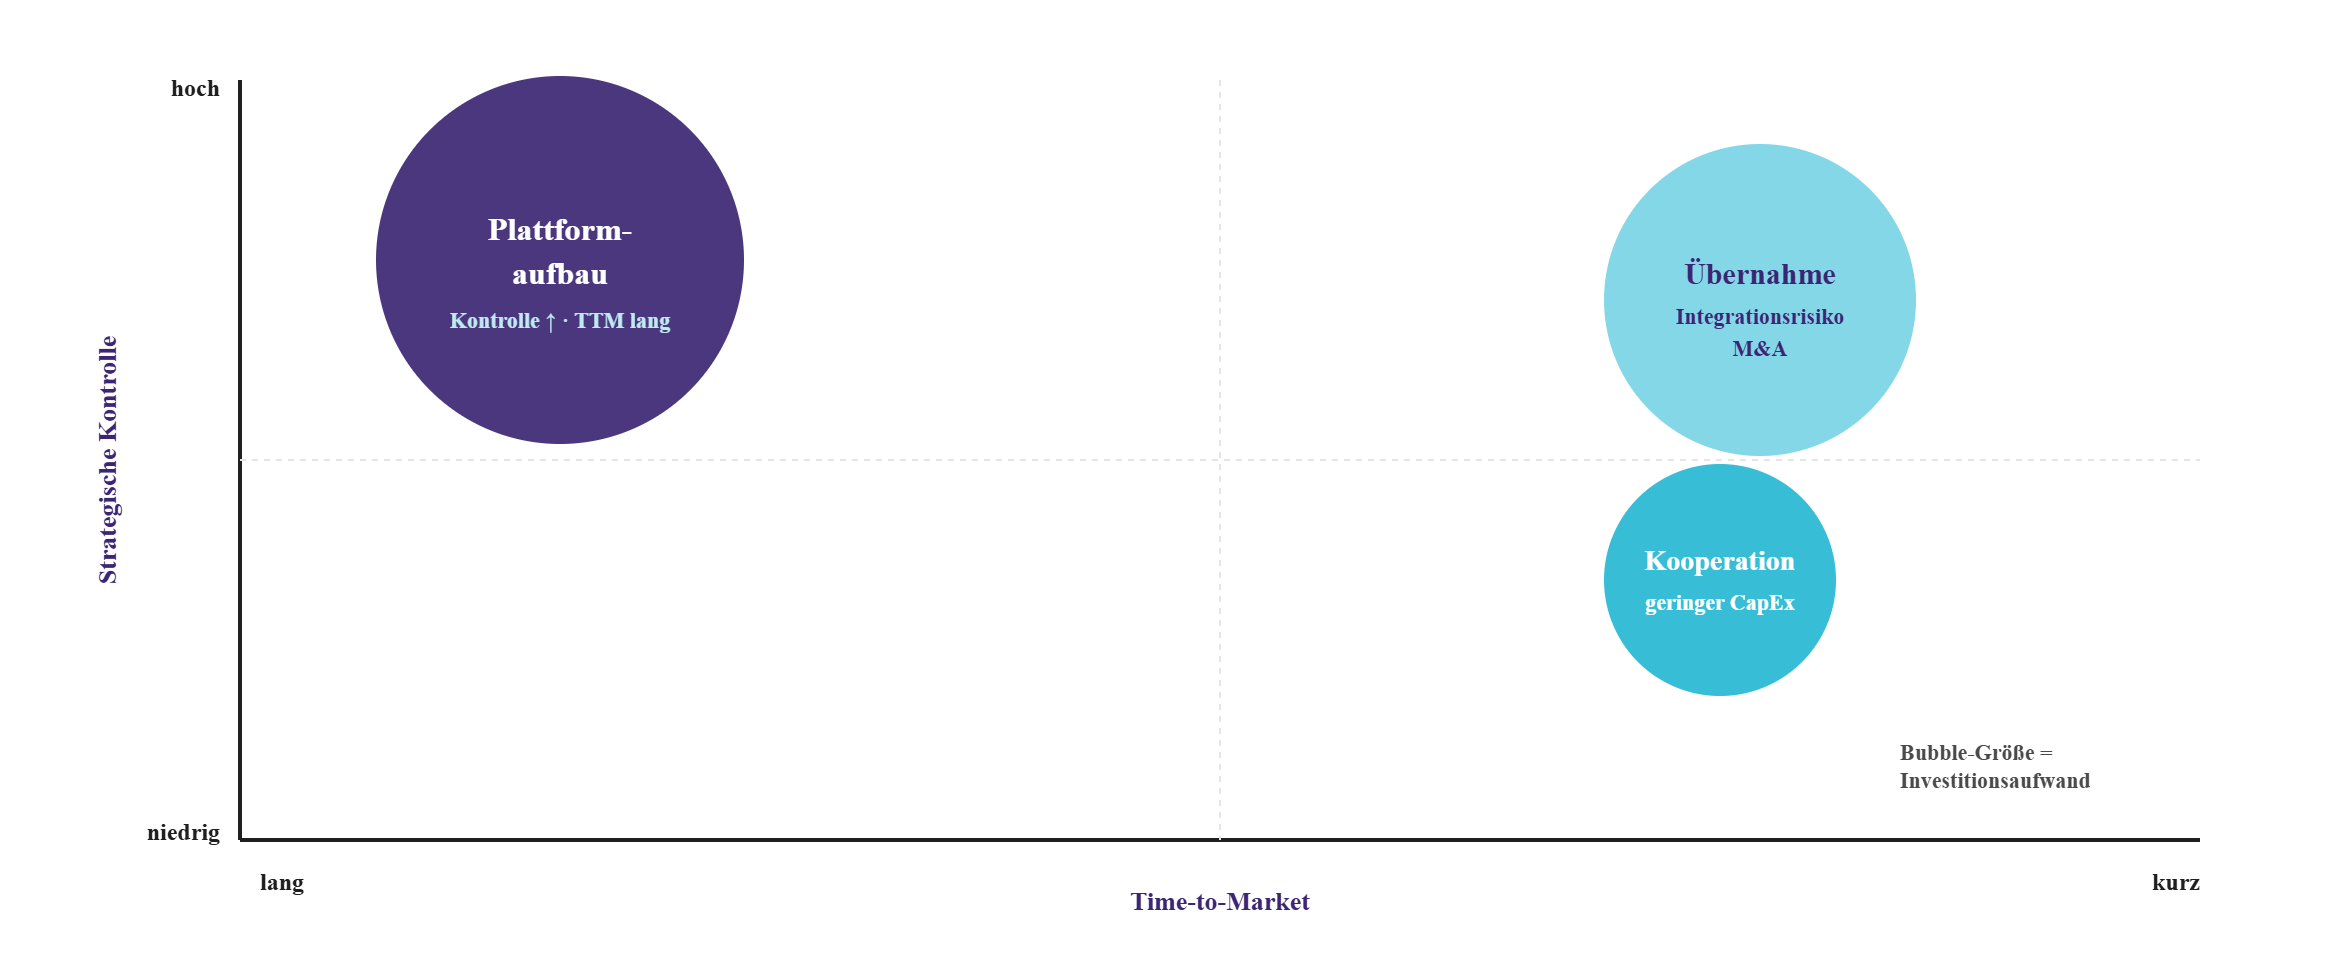 hoch
Plattform-
aufbau
Kontrolle ↑ · TTM lang
Übernahme
Integrationsrisiko
M&A
Strategische Kontrolle
Kooperation
geringer CapEx
Bubble-Größe =
Investitionsaufwand
niedrig
lang
kurz
Time-to-Market